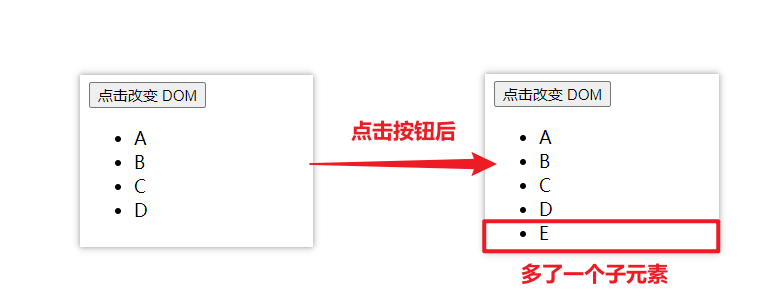 点击改变 DOM
• A
• B
• C
• D
点击按钮后
点击改变 DOM
• A
• B
• C
• D
• E
多了一个子元素